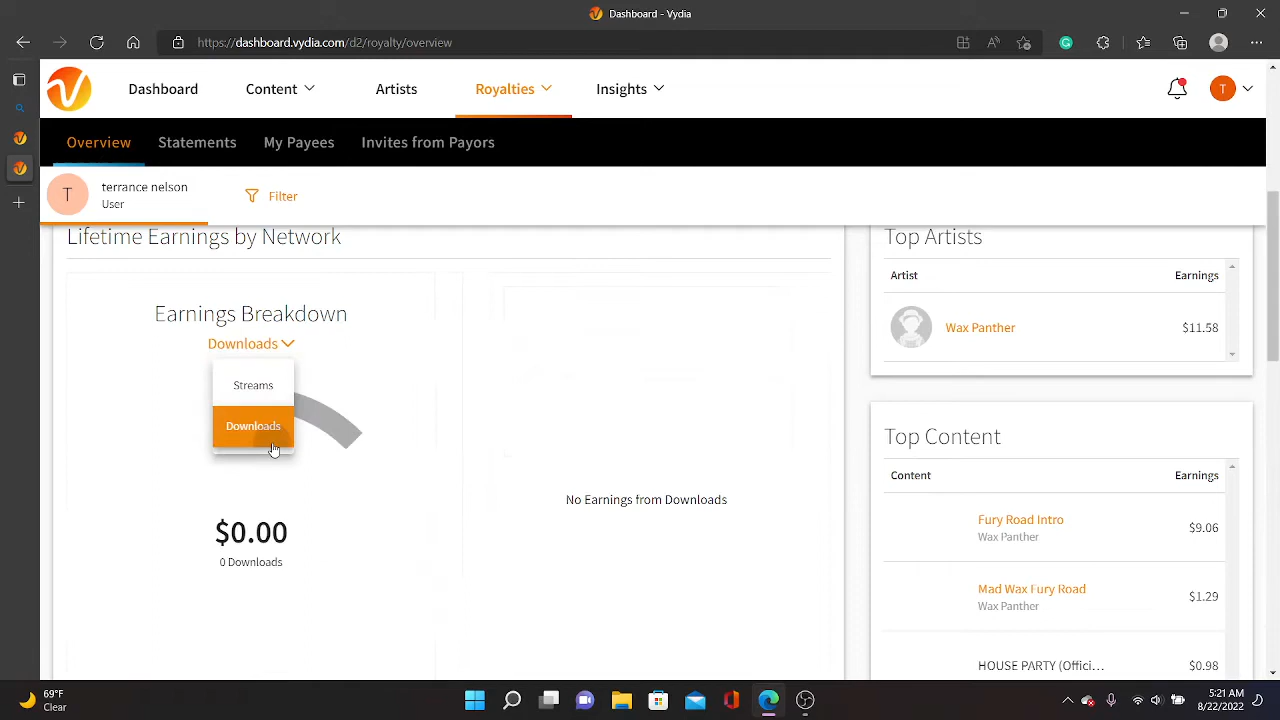 Dashboard - Vydia
https://dashboard.vydia.com/d2/royalty/overview
Dashboard Content Artists Royalties Insights T
Overview Statements My Payees Invites from Payors
T terrance nelson
User
Filter
Lifetime Earnings by Network
Earnings Breakdown
Downloads
Streams
Downloads
$0.00
0 Downloads
No Earnings from Downloads
Top Artists
Artist Earnings
Wax Panther $11.58
Top Content
Content Earnings
Fury Road Intro
Wax Panther
$9.06
Mad Wax Fury Road
Wax Panther
$1.29
HOUSE PARTY (Offici... $0.98
69°F
Clear
5:21 AM
8/22/2022